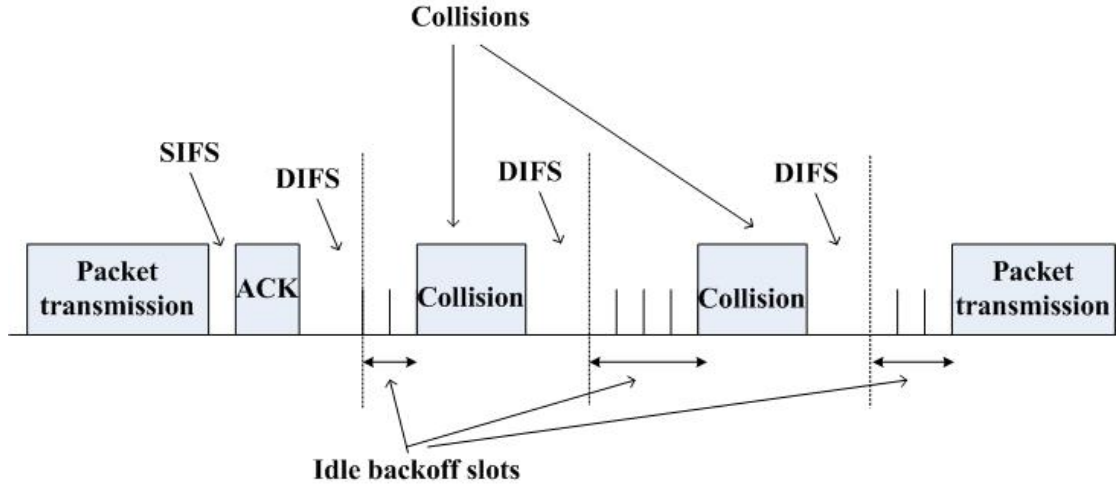 Collisions
SIFS
DIFS
DIFS
DIFS
Packet
transmission
ACK
Collision
Collision
Packet
transmission
Idle backoff slots